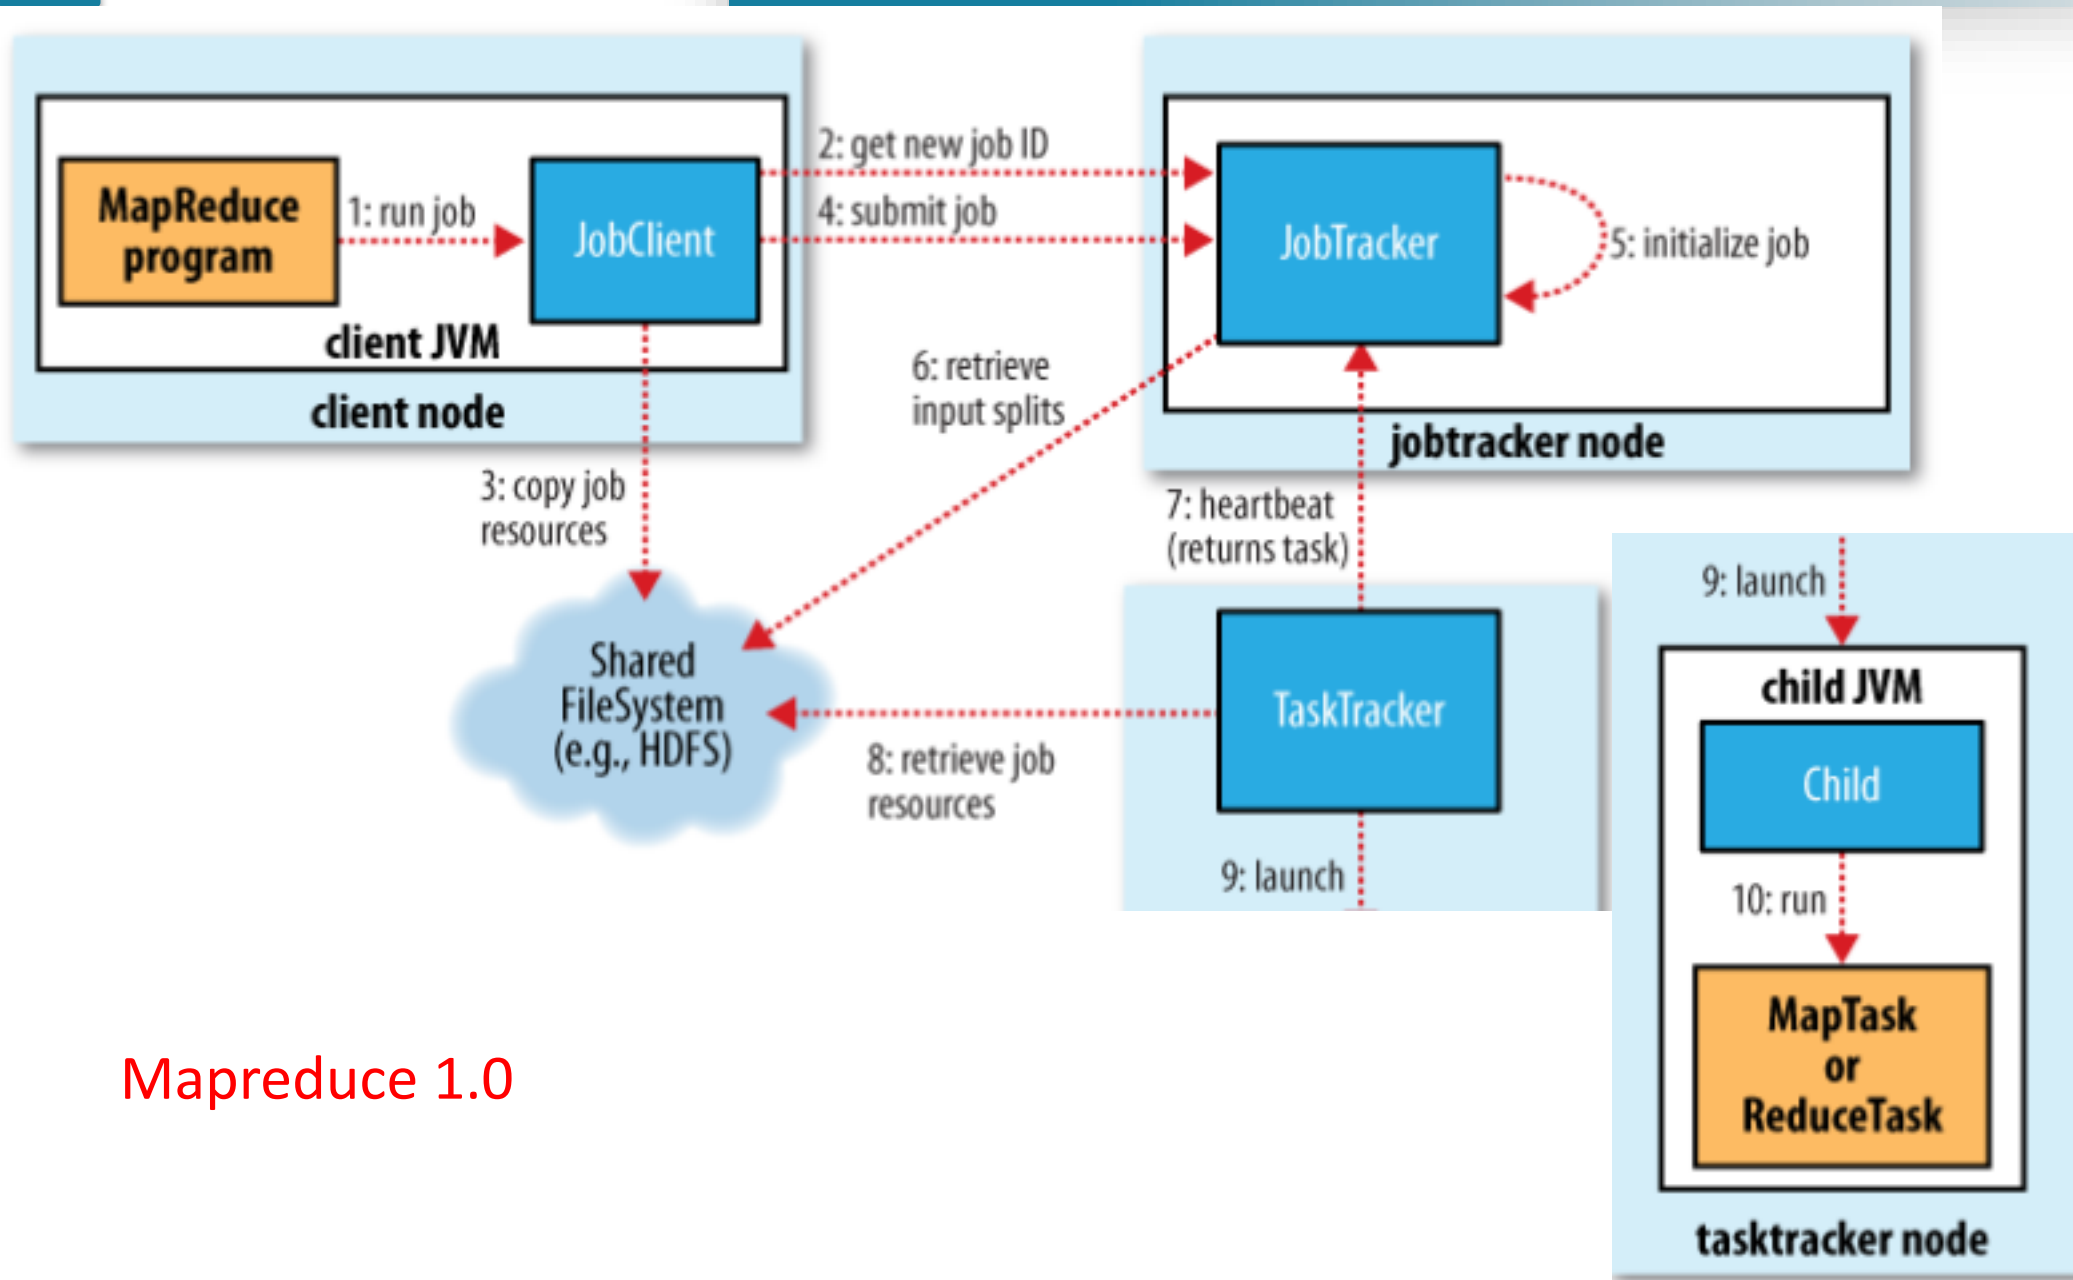 MapReduce
program
1: run job
JobClient
client JVM
client node
2: get new job ID
4: submit job
JobTracker
5: initialize job
jobtracker node
6: retrieve
input splits
3: copy job
resources
7: heartbeat
(returns task)
Shared
FileSystem
(e.g., HDFS)
TaskTracker
8: retrieve job
resources
9: launch
9: launch
child JVM
Child
10: run
MapTask
or
ReduceTask
tasktracker node
Mapreduce 1.0